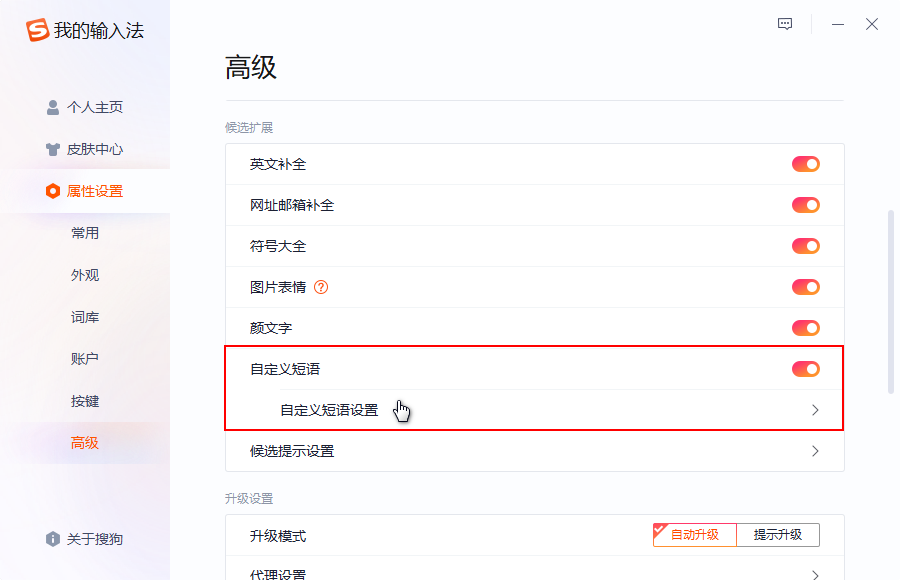 我的输入法
个人主页
皮肤中心
属性设置
常用
外观
词库
账户
按键
高级
关于搜狗
高级
候选扩展
英文补全
网址邮箱补全
符号大全
图片表情 ?
颜文字
自定义短语
自定义短语设置
候选提示设置
升级设置
升级模式 自动升级 提示升级
代理设置